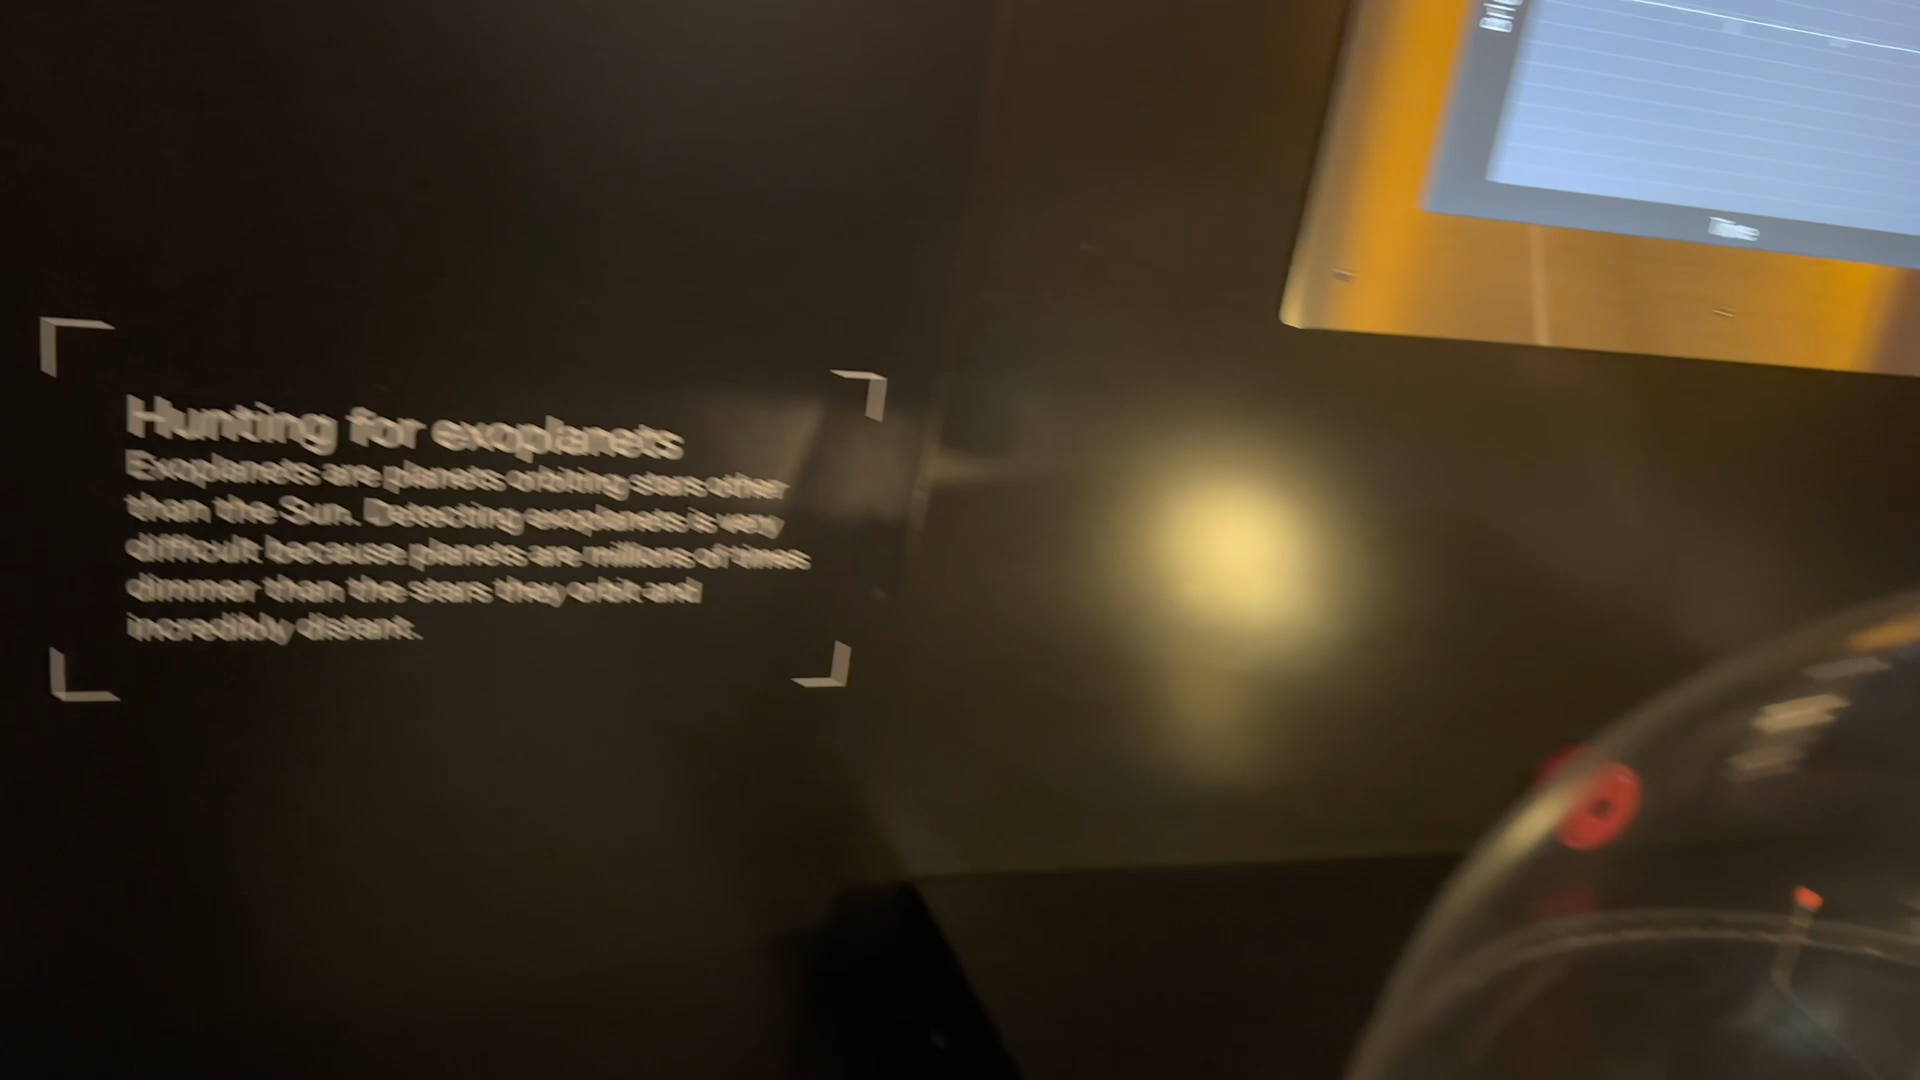 Hunting for exoplanets
Exoplanets are planets orbiting stars other
than the Sun. Detecting exoplanets is very
difficult because planets are millions of times
dimmer than the stars they orbit and
incredibly distant.
Time